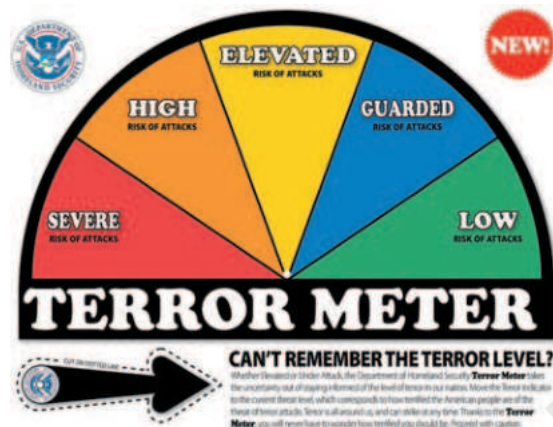 U.S. DEPARTMENT OF
HOMELAND SECURITY
NEW!
ELEVATED
RISK OF ATTACKS
HIGH
RISK OF ATTACKS
GUARDED
RISK OF ATTACKS
SEVERE
RISK OF ATTACKS
LOW
RISK OF ATTACKS
TERROR METER
CUT ON DOTTED LINE
CAN'T REMEMBER THE TERROR LEVEL?
Whether Elevated or Under Attack, the Department of Homeland Security Terror Meter takes
the uncertainty out of staying informed of the level of terror in our nation. Move the Terror Indicator
to the current threat level, which corresponds to how terrified the American people are of the
threat of terror attacks. Terror is all around us, and can strike at any time. Thanks to the Terror
Meter, you will never have to wonder how terrified you should be. Proceed with caution.